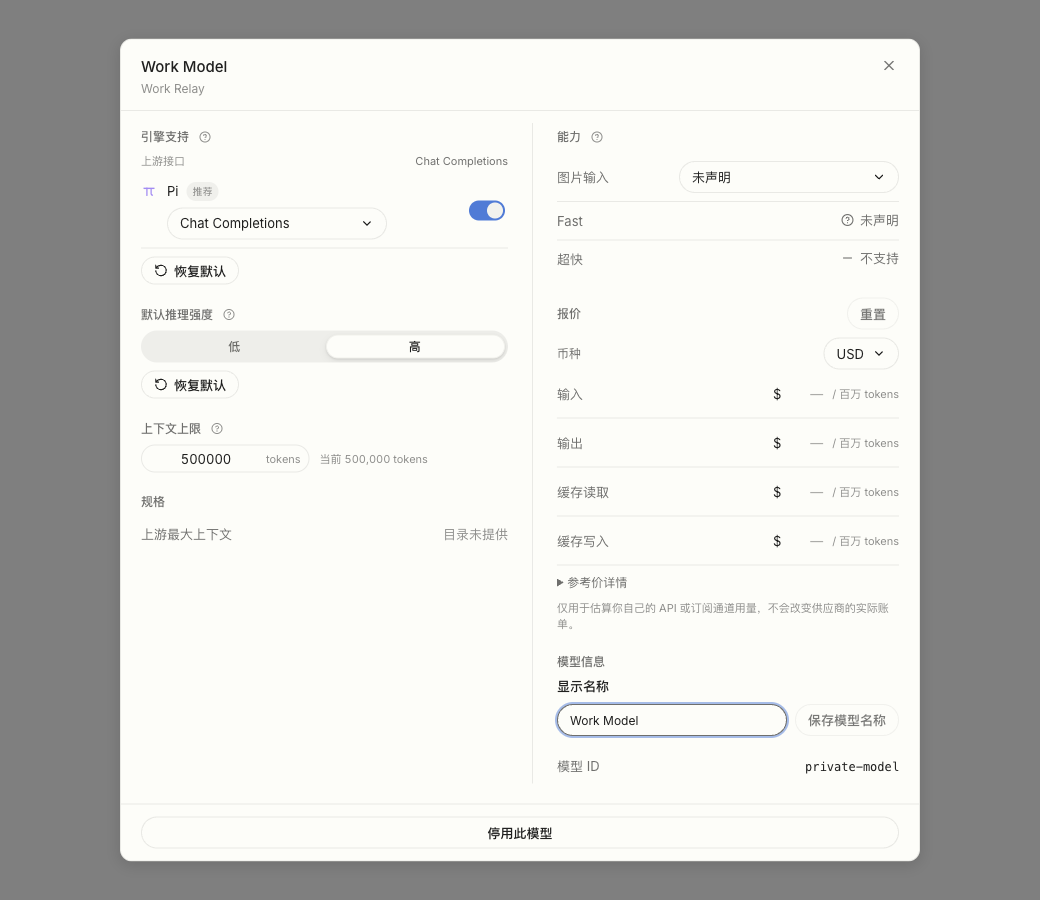 Work Model
Work Relay
引擎支持
上游接口 Chat Completions
Pi 推荐
Chat Completions
恢复默认
默认推理强度
低 高
恢复默认
上下文上限
500000 tokens 当前 500,000 tokens
规格
上游最大上下文 目录未提供
能力
图片输入 未声明
Fast 未声明
超快 — 不支持
报价 重置
币种 USD
输入 $ — / 百万 tokens
输出 $ — / 百万 tokens
缓存读取 $ — / 百万 tokens
缓存写入 $ — / 百万 tokens
参考价详情
仅用于估算你自己的 API 或订阅通道用量，不会改变供应商的实际账
单。
模型信息
显示名称
Work Model 保存模型名称
模型 ID private-model
停用此模型